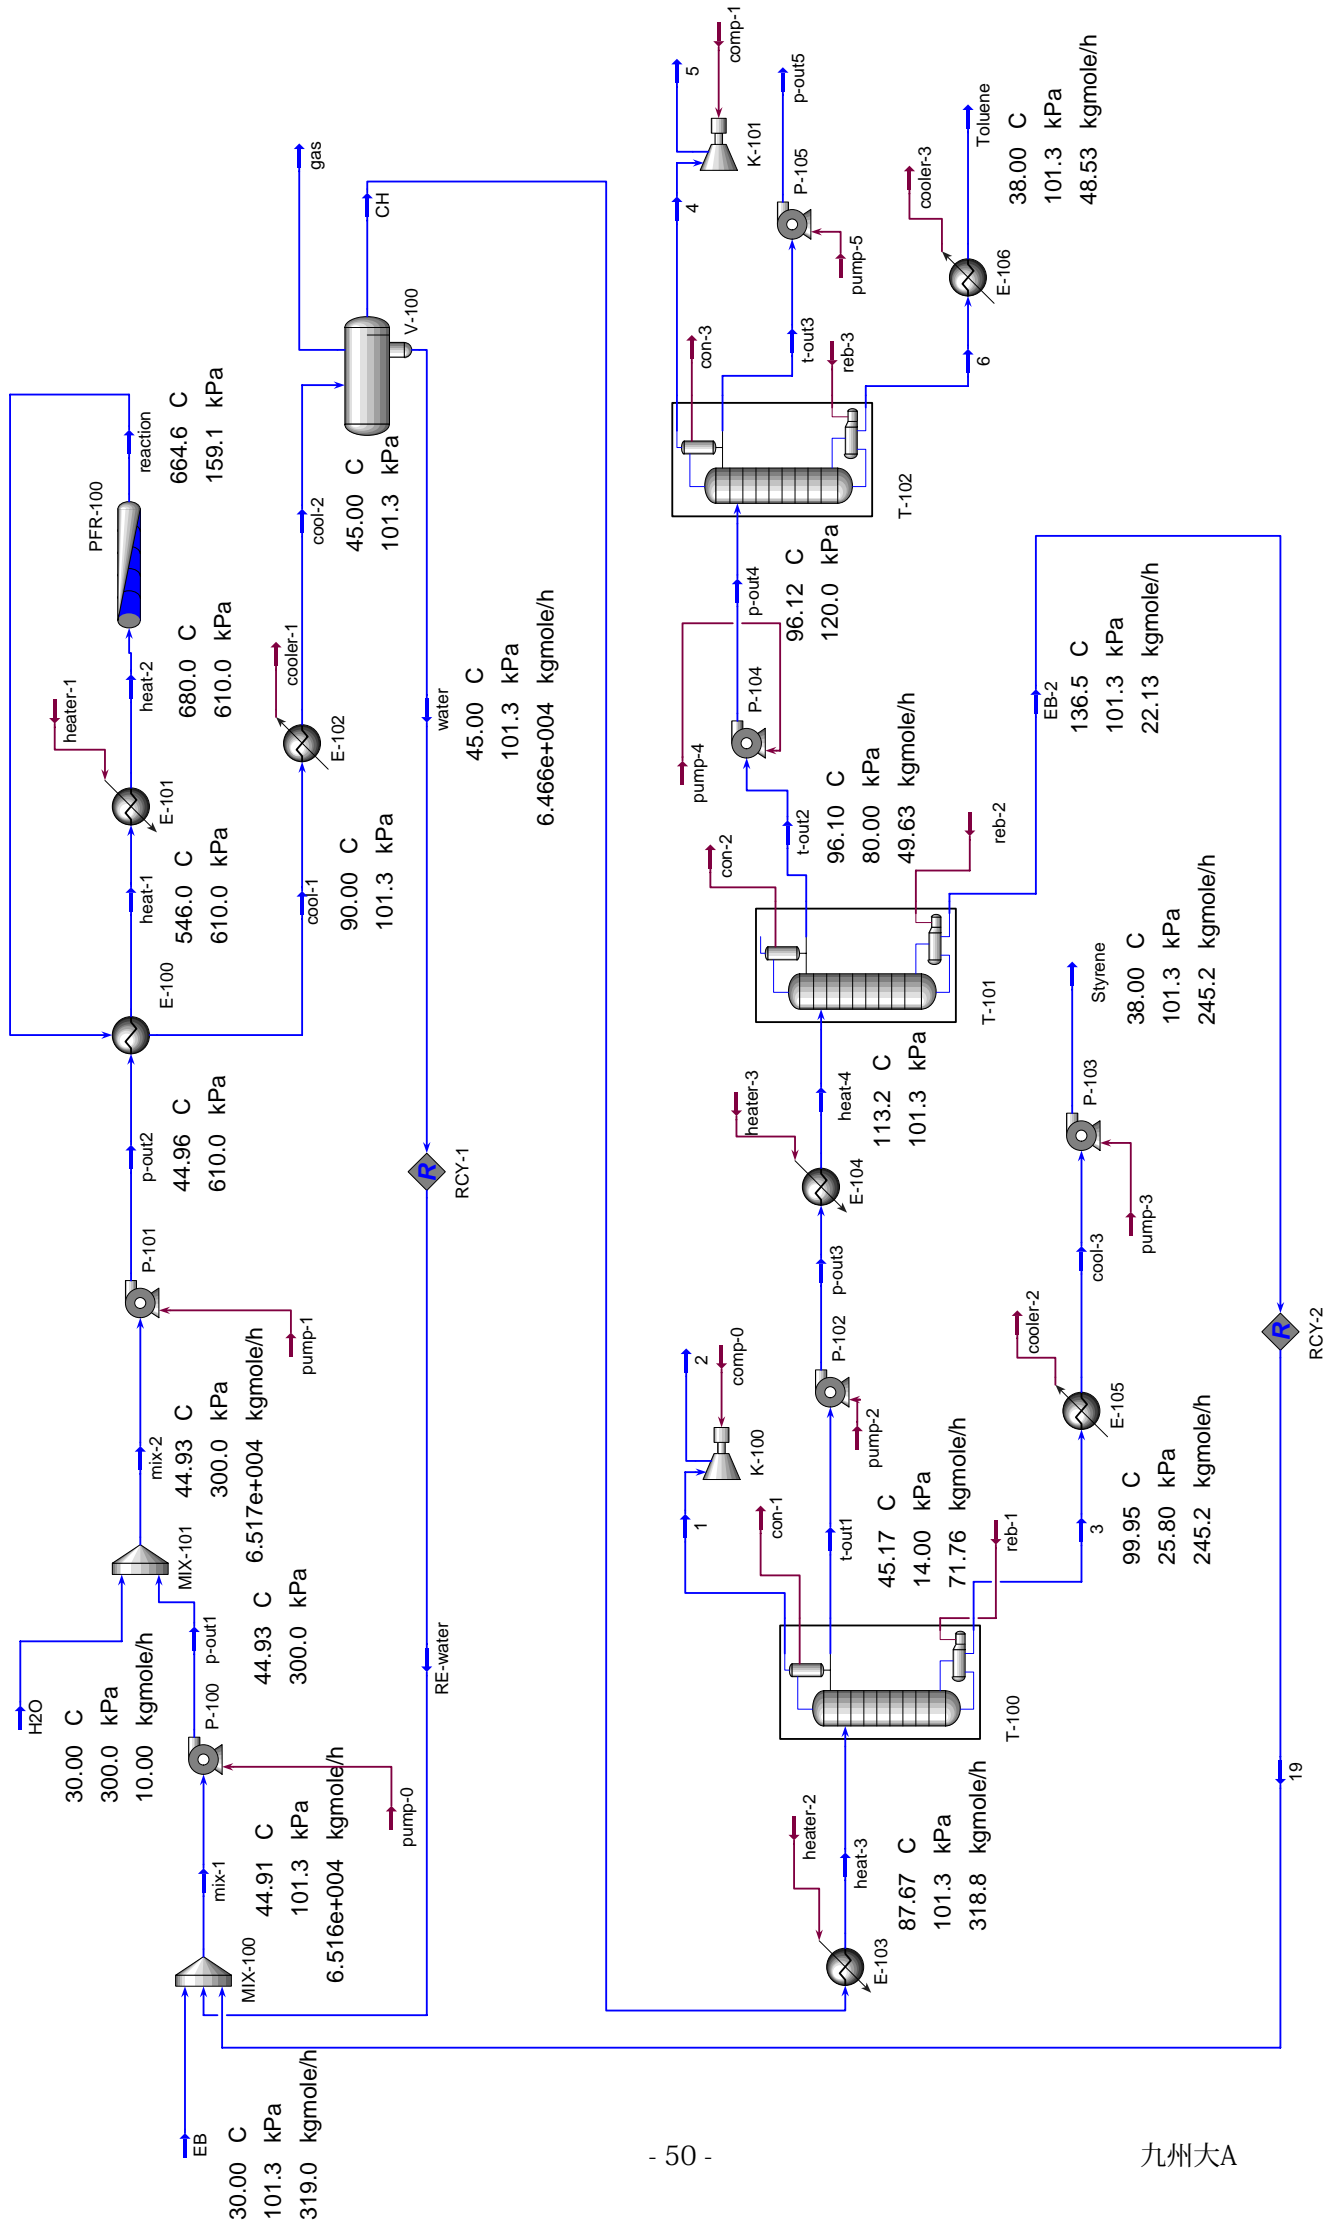 EB
30.00 C
101.3 kPa
319.0 kgmole/h
MIX-100
mix-1
44.91 C
101.3 kPa
6.516e+004 kgmole/h
pump-0
P-100
p-out1
44.93 C
300.0 kPa
H2O
30.00 C
300.0 kPa
10.00 kgmole/h
MIX-101
mix-2
44.93 C
300.0 kPa
6.517e+004 kgmole/h
pump-1
P-101
p-out2
44.96 C
610.0 kPa
E-100
heat-1
546.0 C
610.0 kPa
heater-1
E-101
heat-2
680.0 C
610.0 kPa
PFR-100
reaction
664.6 C
159.1 kPa
cool-1
90.00 C
101.3 kPa
E-102
cooler-1
cool-2
45.00 C
101.3 kPa
V-100
gas
CH
water
45.00 C
101.3 kPa
6.466e+004 kgmole/h
R
RCY-1
RE-water
E-103
heater-2
heat-3
87.67 C
101.3 kPa
318.8 kgmole/h
T-100
con-1
reb-1
1
K-100
2
comp-0
t-out1
45.17 C
14.00 kPa
71.76 kgmole/h
pump-2
P-102
p-out3
E-104
heater-3
heat-4
113.2 C
101.3 kPa
3
99.95 C
25.80 kPa
245.2 kgmole/h
E-105
cooler-2
cool-3
pump-3
P-103
Styrene
38.00 C
101.3 kPa
245.2 kgmole/h
T-101
con-2
reb-2
t-out2
96.10 C
80.00 kPa
49.63 kgmole/h
pump-4
P-104
p-out4
96.12 C
120.0 kPa
EB-2
136.5 C
101.3 kPa
22.13 kgmole/h
R
RCY-2
19
T-102
con-3
reb-3
4
K-101
5
comp-1
t-out3
pump-5
P-105
p-out5
6
E-106
cooler-3
Toluene
38.00 C
101.3 kPa
48.53 kgmole/h
- 50 -
九州大A